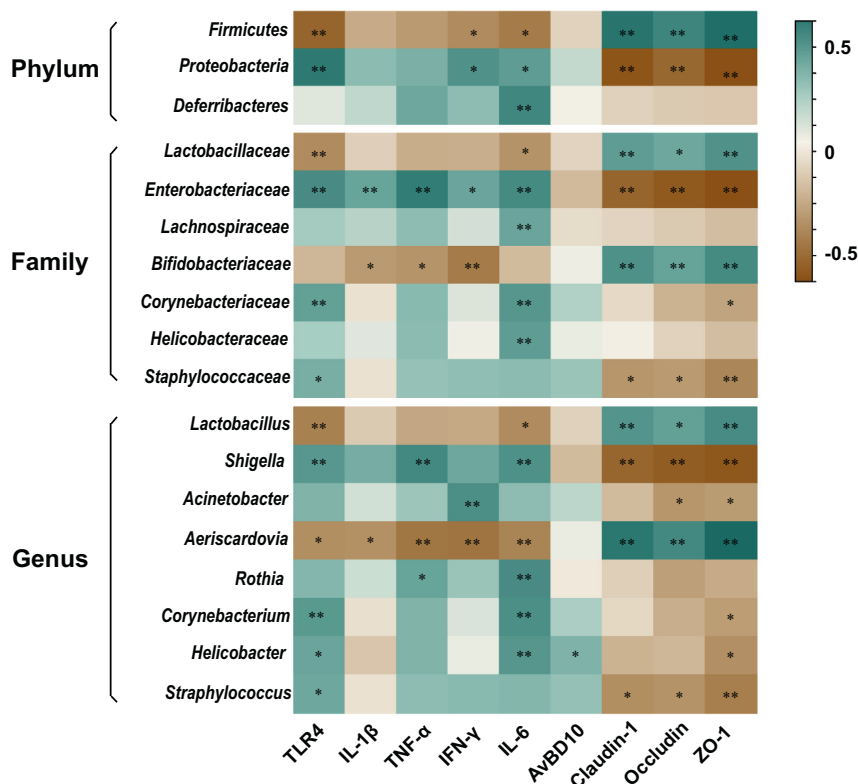 Phylum
Firmicutes ** * * ** ** **
Proteobacteria ** * * ** ** **
Deferribacteres **
Family
Lactobacillaceae ** * ** * **
Enterobacteriaceae ** ** ** * ** ** ** **
Lachnospiraceae **
Bifidobacteriaceae * * ** ** ** **
Corynebacteriaceae ** ** *
Helicobacteraceae **
Staphylococcaceae * * * **
Genus
Lactobacillus ** * ** * **
Shigella ** ** ** ** ** **
Acinetobacter ** * *
Aeriscardovia * * ** ** ** ** ** **
Rothia * **
Corynebacterium ** ** *
Helicobacter * ** * *
Straphylococcus * * * **
TLR4 IL-1β TNF-α IFN-γ IL-6 AvBD10 Claudin-1 Occludin ZO-1
0.5
0
-0.5